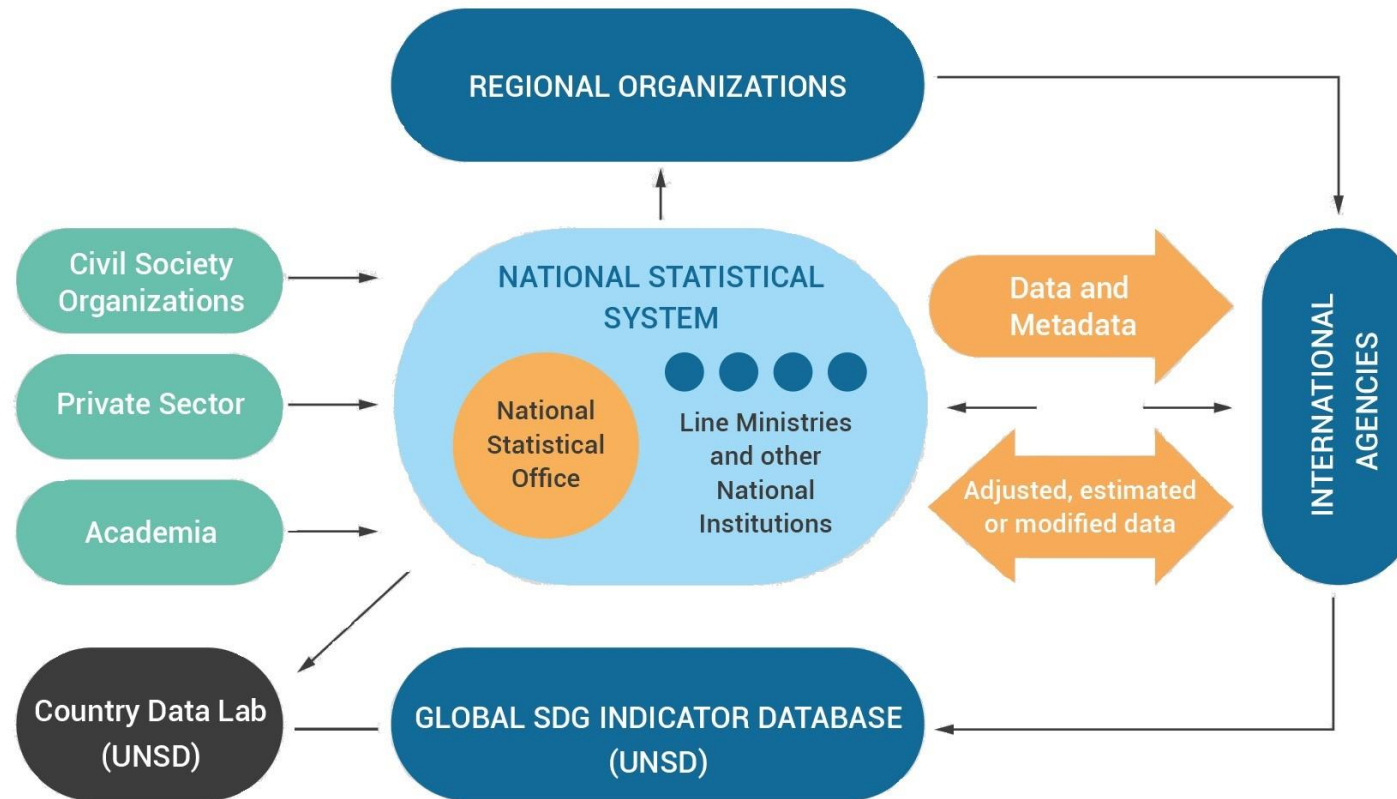 REGIONAL ORGANIZATIONS
Civil Society
Organizations
Private Sector
Academia
NATIONAL STATISTICAL
SYSTEM
National
Statistical
Office
Line Ministries
and other
National
Institutions
Data and
Metadata
Adjusted, estimated
or modified data
INTERNATIONAL
AGENCIES
Country Data Lab
(UNSD)
GLOBAL SDG INDICATOR DATABASE
(UNSD)